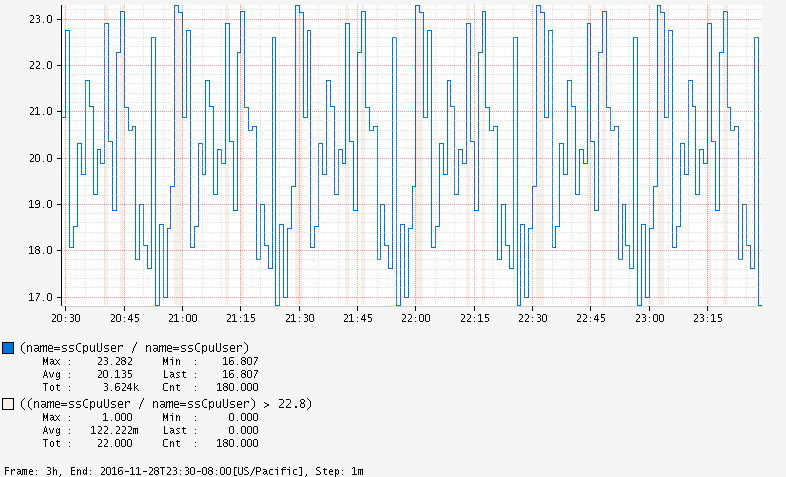 23.0
22.0
21.0
20.0
19.0
18.0
17.0
20:30 20:45 21:00 21:15 21:30 21:45 22:00 22:15 22:30 22:45 23:00 23:15
(name=ssCpuUser / name=ssCpuUser)
Max : 23.282 Min : 16.807
Avg : 20.135 Last : 16.807
Tot : 3.624k Cnt : 180.000
((name=ssCpuUser / name=ssCpuUser) > 22.8)
Max : 1.000 Min : 0.000
Avg : 122.222m Last : 0.000
Tot : 22.000 Cnt : 180.000
Frame: 3h, End: 2016-11-28T23:30-08:00[US/Pacific], Step: 1m